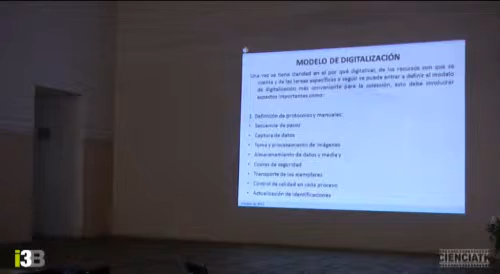 MODELO DE DIGITALIZACIÓN
Una vez se tiene claridad en el por qué digitalizar, de los recursos con que se
cuenta y de las tareas específicas a seguir se puede entrar a definir el modelo
de digitalización más conveniente para la colección, esto debe involucrar
aspectos importantes como:
1. Definición de protocolos y manuales:
• Secuencia de pasos
• Captura de datos
• Toma y procesamiento de imágenes
• Almacenamiento de datos y media y
• Copias de seguridad
• Transporte de los ejemplares
• Control de calidad en cada proceso
• Actualización de identificaciones
i3B
CIENCIATK